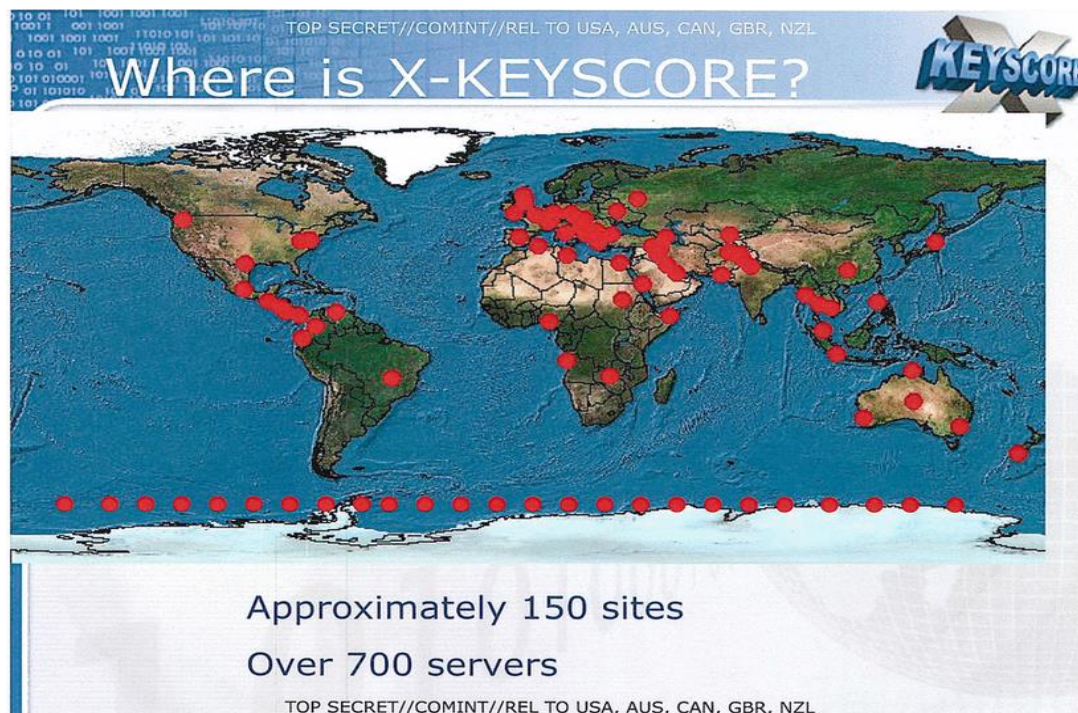 TOP SECRET//COMINT//REL TO USA, AUS, CAN, GBR, NZL
Where is X-KEYSCORE?
X
KEYSCORE
Approximately 150 sites
Over 700 servers
TOP SECRET//COMINT//REL TO USA, AUS, CAN, GBR, NZL